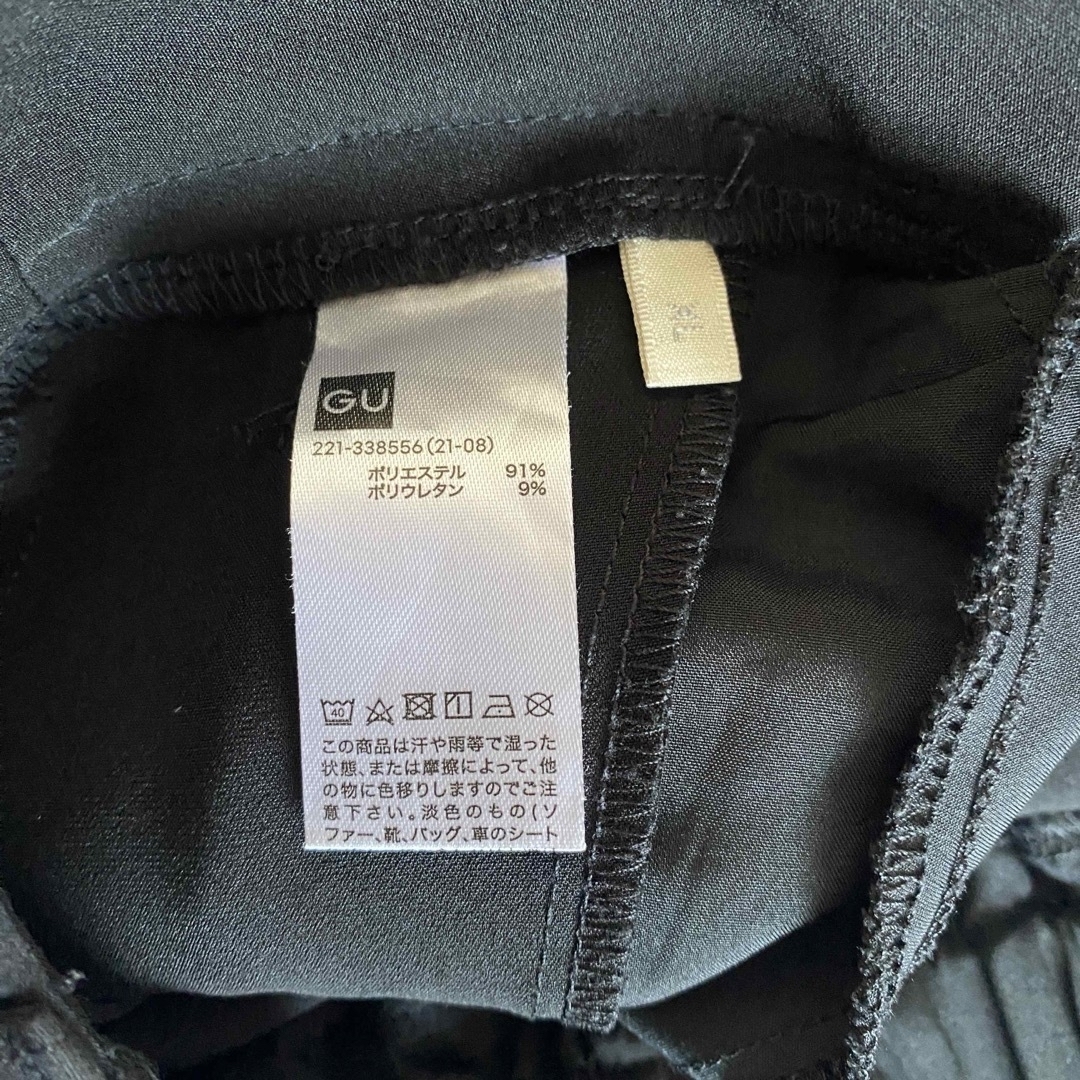 GU
221-338556 (21-08)
ポリエステル 91%
ポリウレタン 9%
40
この商品は汗や雨等で湿った
状態、または摩擦によって、他
の物に色移りしますのでご注
意下さい。淡色のもの(ソ
ファー、靴、バッグ、車のシート